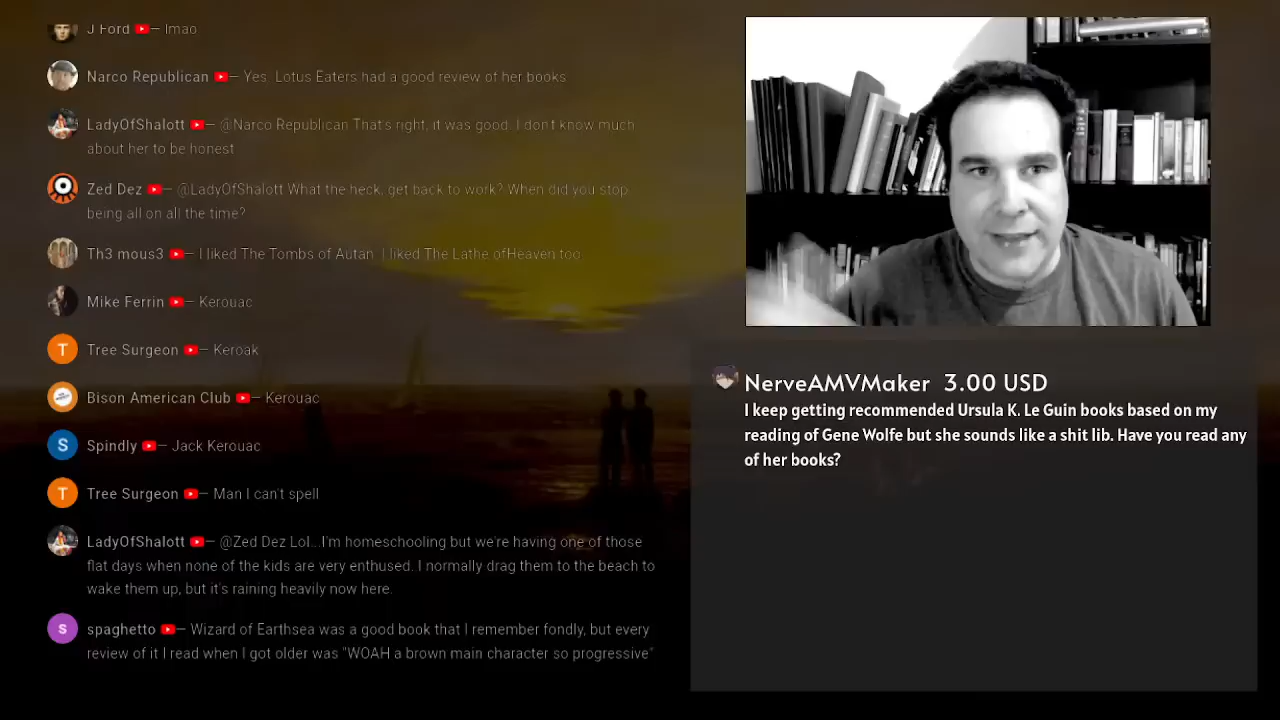 J Ford — lmao
Narco Republican — Yes. Lotus Eaters had a good review of her books
LadyOfShalott — @Narco Republican That's right, it was good. I don't know much
about her to be honest
Zed Dez — @LadyOfShalott What the heck, get back to work? When did you stop
being all on all the time?
Th3 mous3 — I liked The Tombs of Autan I liked The Lathe ofHeaven too
Mike Ferrin — Kerouac
T
Tree Surgeon — Keroak
Bison American Club — Kerouac
S
Spindly — Jack Kerouac
T
Tree Surgeon — Man I can't spell
LadyOfShalott — @Zed Dez Lol...I'm homeschooling but we're having one of those
flat days when none of the kids are very enthused. I normally drag them to the beach to
wake them up, but it's raining heavily now here.
s
spaghetto — Wizard of Earthsea was a good book that I remember fondly, but every
review of it I read when I got older was "WOAH a brown main character so progressive"
NerveAMVMaker 3.00 USD
I keep getting recommended Ursula K. Le Guin books based on my
reading of Gene Wolfe but she sounds like a shit lib. Have you read any
of her books?